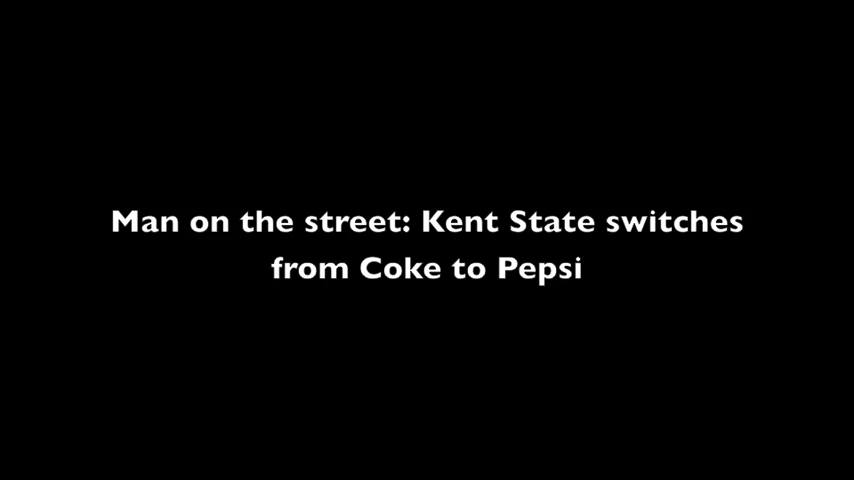 Man on the street: Kent State switches
from Coke to Pepsi